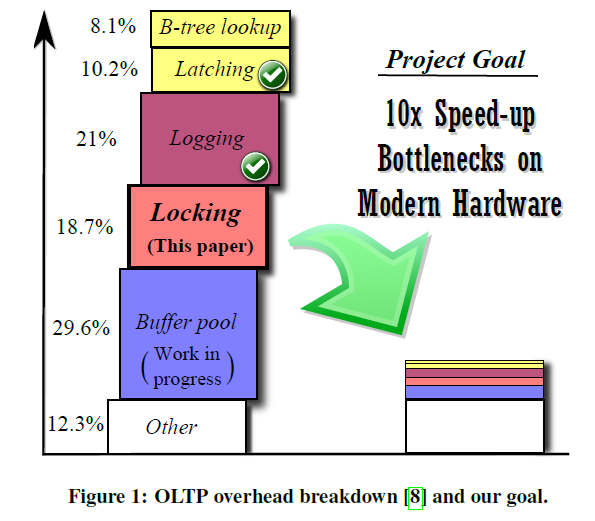 8.1% B-tree lookup
10.2% Latching
21% Logging
18.7% Locking
(This paper)
29.6% Buffer pool
(Work in
progress)
12.3% Other
Project Goal
10x Speed-up
Bottlenecks on
Modern Hardware
Figure 1: OLTP overhead breakdown [8] and our goal.